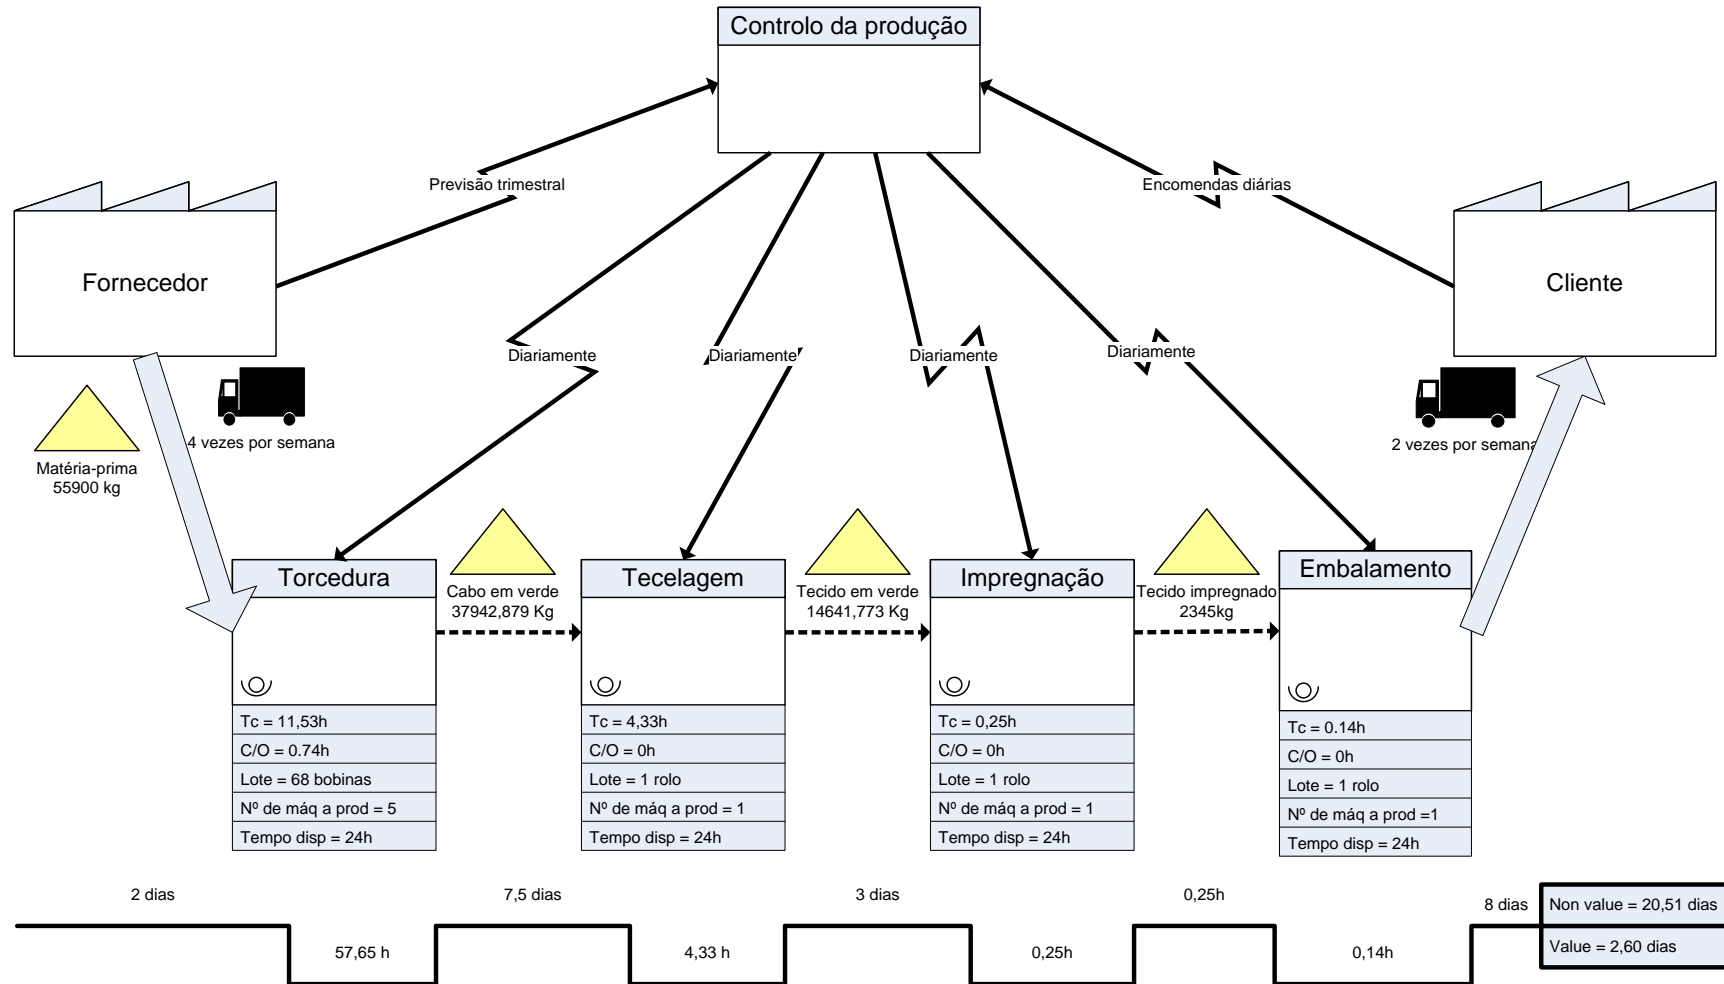 Controlo da produção
Previsão trimestral
Encomendas diárias
Fornecedor
Cliente
Diariamente
Diariamente
Diariamente
Diariamente
4 vezes por semana
2 vezes por semana
Matéria-prima
55900 kg
Torcedura
Cabo em verde
37942,879 Kg
Tecelagem
Tecido em verde
14641,773 Kg
Impregnação
Tecido impregnado
2345kg
Embalamento
Tc = 11,53h
C/O = 0.74h
Lote = 68 bobinas
Nº de máq a prod = 5
Tempo disp = 24h
Tc = 4,33h
C/O = 0h
Lote = 1 rolo
Nº de máq a prod = 1
Tempo disp = 24h
Tc = 0,25h
C/O = 0h
Lote = 1 rolo
Nº de máq a prod = 1
Tempo disp = 24h
Tc = 0.14h
C/O = 0h
Lote = 1 rolo
Nº de máq a prod =1
Tempo disp = 24h
2 dias
7,5 dias
3 dias
0,25h
8 dias
Non value = 20,51 dias
57,65 h
4,33 h
0,25h
0,14h
Value = 2,60 dias